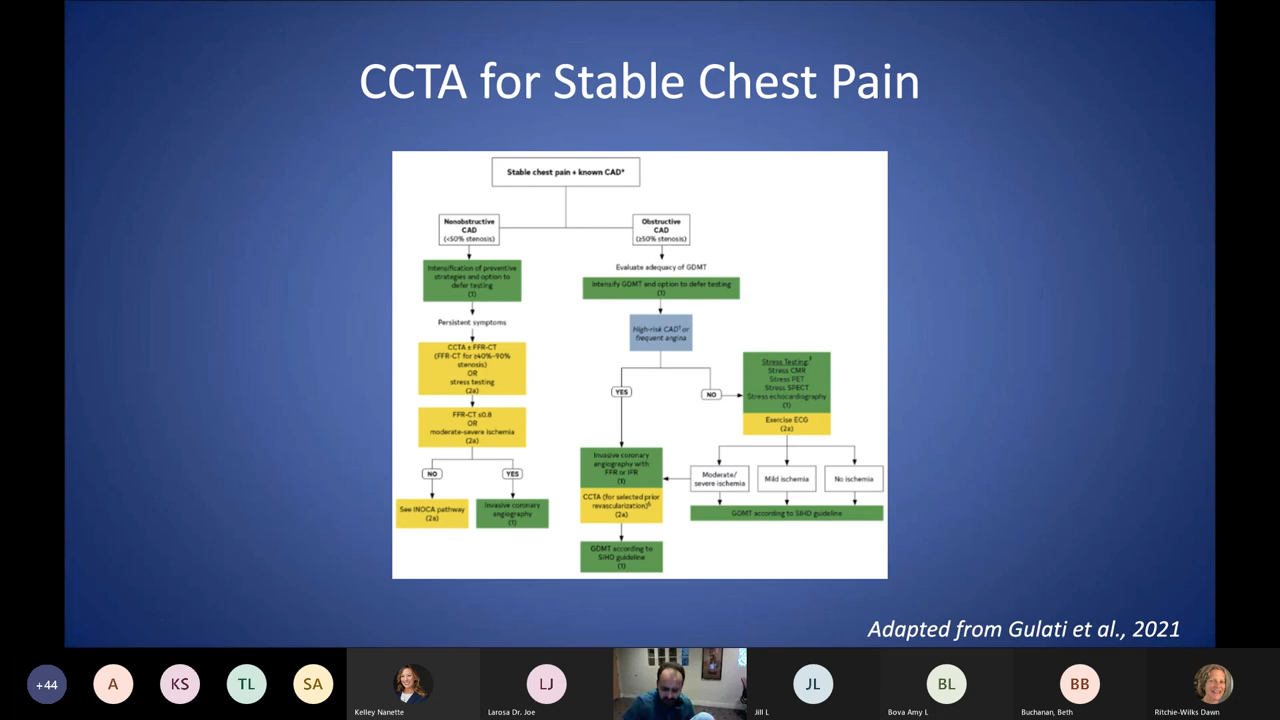 CCTA for Stable Chest Pain
Stable chest pain + known CAD*
Nonobstructive
CAD
(<50% stenosis)
Obstructive
CAD
(≥50% stenosis)
Intensification of preventive
strategies and option to
defer testing
(1)
Evaluate adequacy of GDMT
Intensify GDMT and option to defer testing
(1)
Persistent symptoms
High-risk CAD† or
frequent angina
CCTA ± FFR-CT
(FFR-CT for ≥40%-90%
stenosis)
OR
stress testing
(2a)
YES
NO
Stress Testing:‡
Stress CMR
Stress PET
Stress SPECT
Stress echocardiography
(1)
Exercise ECG
(2a)
FFR-CT ≤0.8
OR
moderate-severe ischemia
(2a)
NO
YES
See INOCA pathway
(2a)
Invasive coronary
angiography
(1)
Invasive coronary
angiography with
FFR or iFR
(1)
CCTA (for selected prior
revascularization)§
(2a)
GDMT according to
SIHD guideline
(1)
Moderate/
severe ischemia
Mild ischemia
No ischemia
GDMT according to SIHD guideline
Adapted from Gulati et al., 2021
+44
A
KS
TL
SA
Kelley Nanette
LJ
Larosa Dr. Joe
JL
Jill L
BL
Bova Amy L
BB
Buchanan, Beth
Ritchie-Wilks Dawn